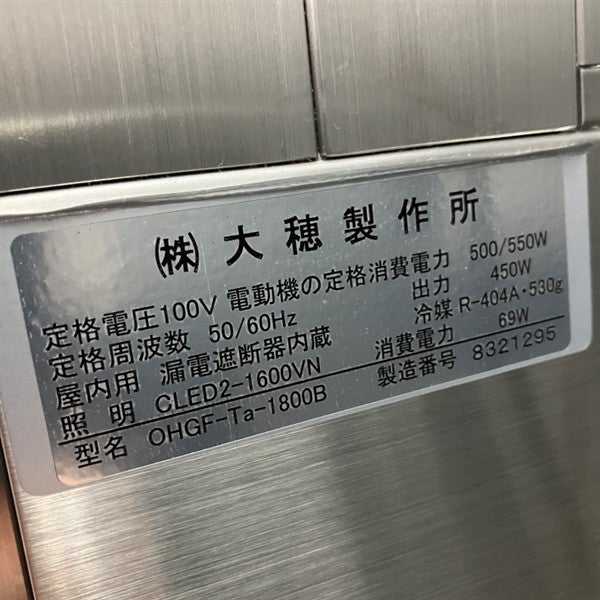 ㈱ 大穂製作所
定格電圧100V 電動機の定格消費電力 500/550W
定格周波数 50/60Hz 出力 450W
屋内用 漏電遮断器内蔵 冷媒 R-404A・530g
照明 CLED2-1600VN 消費電力 69W
型名 OHGF-Ta-1800B 製造番号 8321295